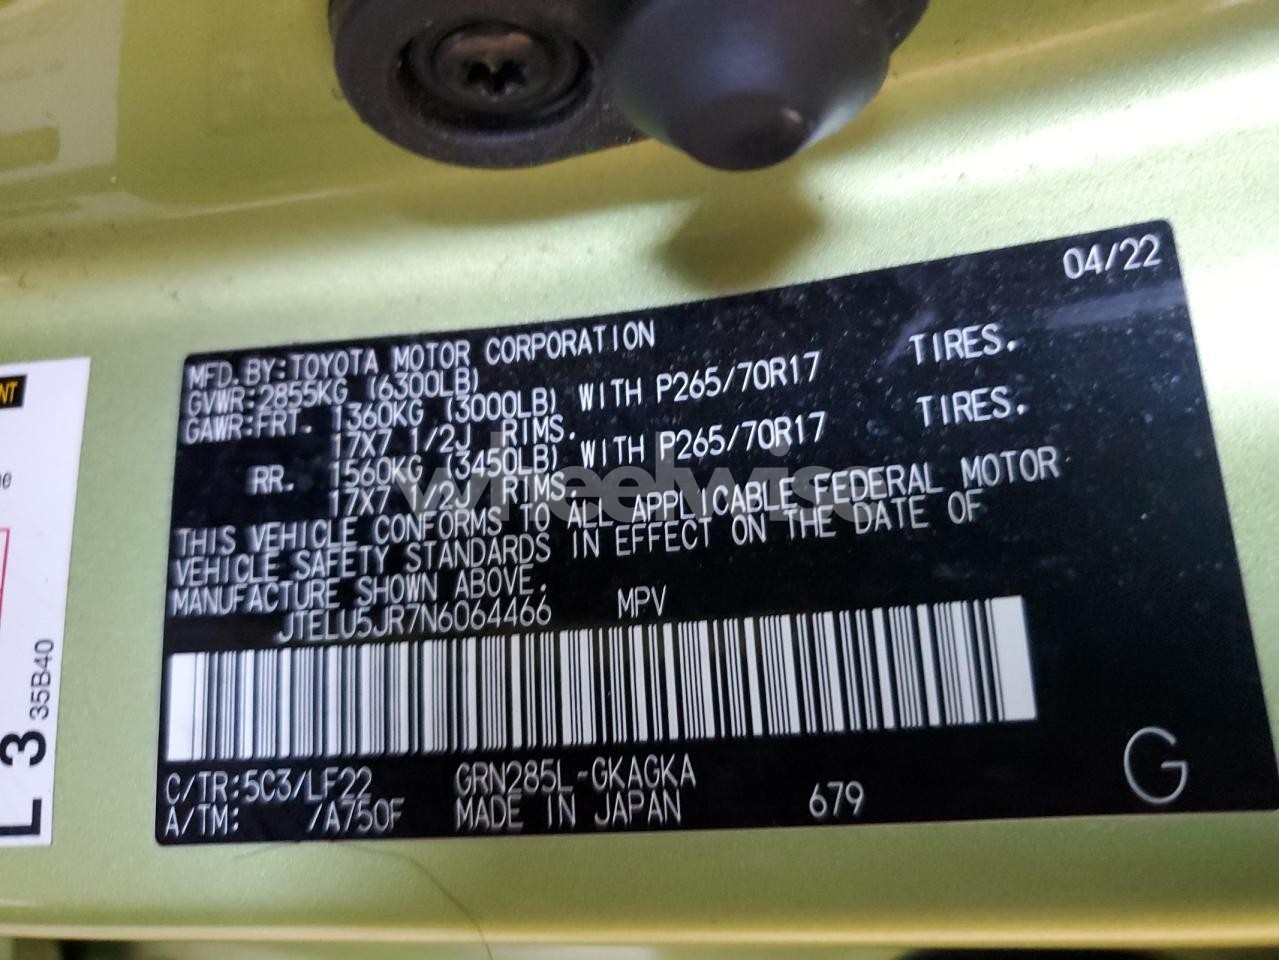 04/22
MFD. BY: TOYOTA MOTOR CORPORATION
GVWR: 2855KG (6300LB)
GAWR: FRT. 1360KG (3000LB) WITH P265/70R17 TIRES.
17X7 1/2J RIMS.
RR. 1560KG (3450LB) WITH P265/70R17 TIRES.
17X7 1/2J RIMS.
THIS VEHICLE CONFORMS TO ALL APPLICABLE FEDERAL MOTOR
VEHICLE SAFETY STANDARDS IN EFFECT ON THE DATE OF
MANUFACTURE SHOWN ABOVE.
JTELU5JR7N6064466 MPV
C/TR: 5C3/LF22 GRN285L-GKAGKA
A/TM: /A750F MADE IN JAPAN 679
G
35B40
3
wheelwise